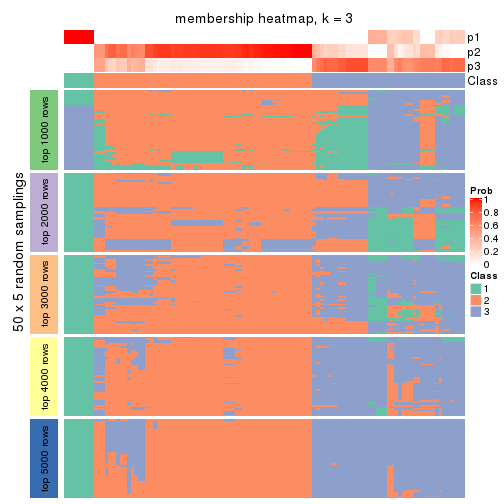 membership heatmap, k = 3
p1
p2
p3
Class
50 x 5 random samplings
top 1000 rows
top 2000 rows
top 3000 rows
top 4000 rows
top 5000 rows
Prob
1
0.8
0.6
0.4
0.2
0
Class
1
2
3